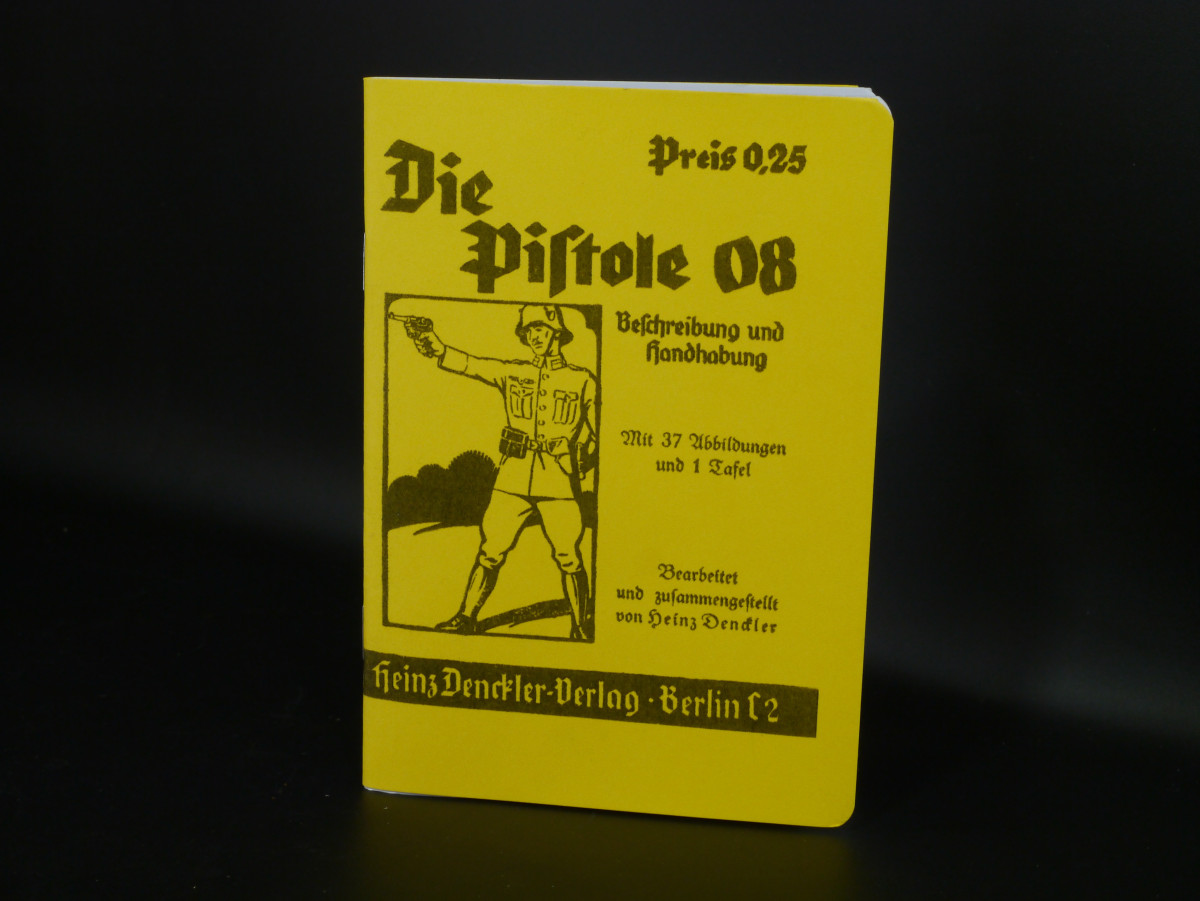 Preis 0,25
Die
Piſtole 08
Beſchreibung und
Handhabung
Mit 37 Abbildungen
und 1 Tafel
Bearbeitet
und zuſammengeſtellt
von Heinz Denckler
Heinz Denckler-Verlag · Berlin C 2